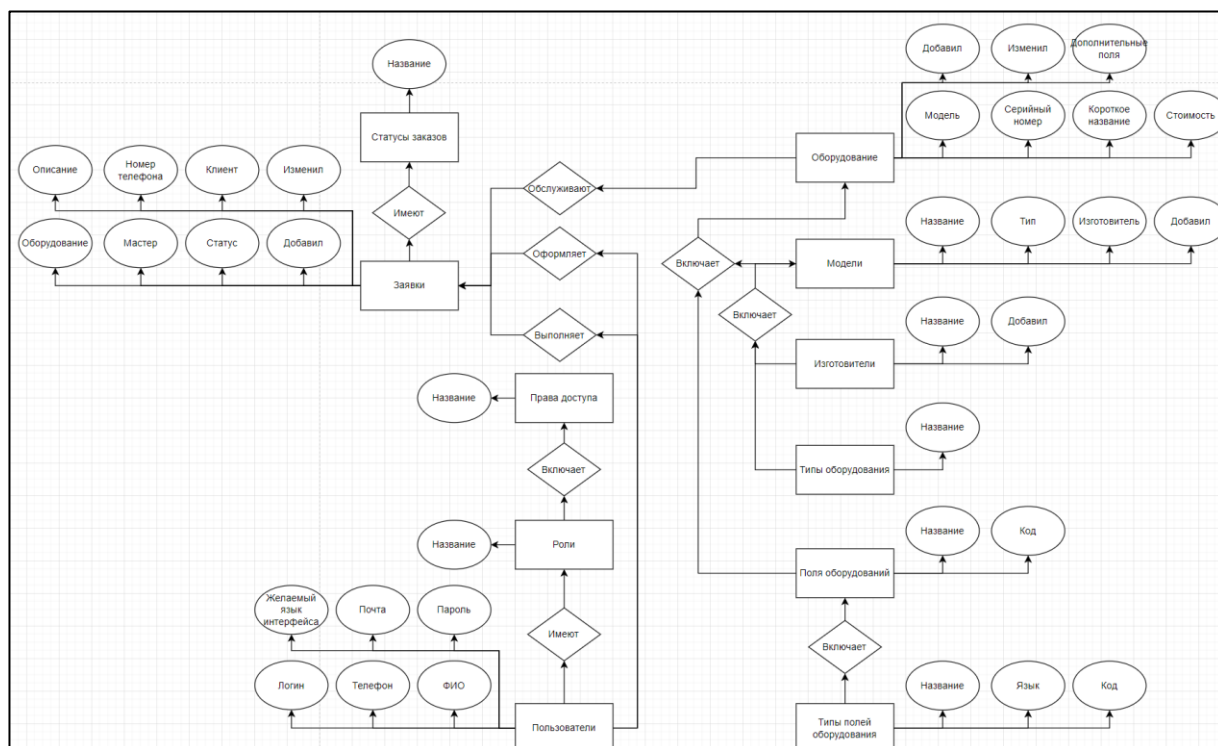 Добавил
Изменил
Дополнительные
поля
Название
Модель
Серийный
номер
Короткое
название
Стоимость
Статусы заказов
Оборудование
Описание
Номер
телефона
Клиент
Изменил
Обслуживают
Имеют
Название
Тип
Изготовитель
Добавил
Оборудование
Мастер
Статус
Добавил
Оформляет
Включает
Модели
Заявки
Включает
Название
Добавил
Выполняет
Изготовители
Название
Права доступа
Название
Включает
Типы оборудования
Название
Код
Название
Роли
Поля оборудований
Желаемый
язык
интерфейса
Почта
Пароль
Имеют
Включает
Логин
Телефон
ФИО
Название
Язык
Код
Пользователи
Типы полей
оборудования